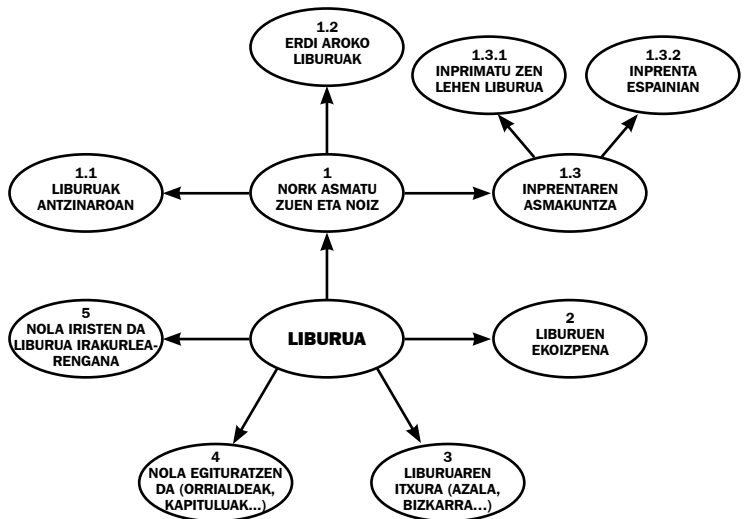 1.2
ERDI AROKO
LIBURUAK
1.3.1
INPRIMATU ZEN
LEHEN LIBURUA
1.3.2
INPRENTA
ESPAINIAN
1.1
LIBURUAK
ANTZINAROAN
1
NORK ASMATU
ZUEN ETA NOIZ
1.3
INPRENTAREN
ASMAKUNTZA
5
NOLA IRISTEN DA
LIBURUA IRAKURLEA-
RENGANA
LIBURUA
2
LIBURUEN
EKOIZPENA
4
NOLA EGITURATZEN
DA (ORRIALDEAK,
KAPITULUAK...)
3
LIBURUAREN
ITXURA (AZALA,
BIZKARRA...)